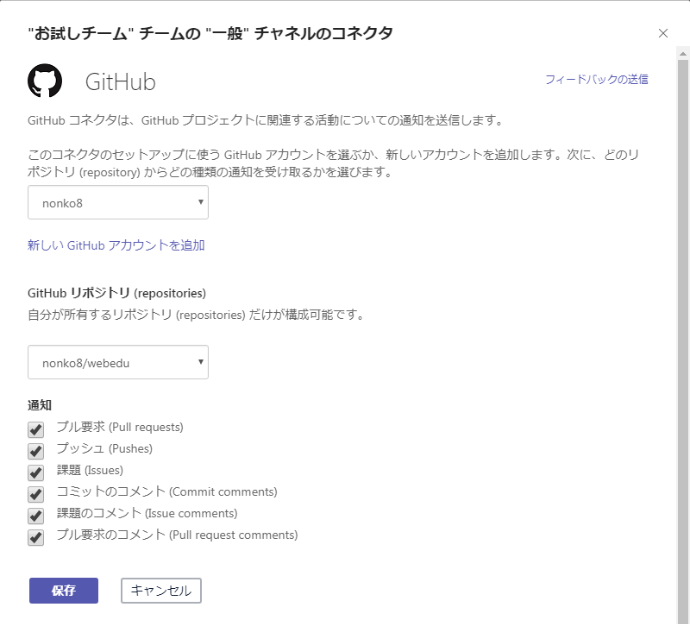 "お試しチーム" チームの "一般" チャネルのコネクタ
GitHub
フィードバックの送信
GitHub コネクタは、GitHub プロジェクトに関連する活動についての通知を送信します。
このコネクタのセットアップに使う GitHub アカウントを選ぶか、新しいアカウントを追加します。次に、どのリ
ポジトリ (repository) からどの種類の通知を受け取るかを選びます。
nonko8
新しい GitHub アカウントを追加
GitHub リポジトリ (repositories)
自分が所有するリポジトリ (repositories) だけが構成可能です。
nonko8/webedu
通知
プル要求 (Pull requests)
プッシュ (Pushes)
課題 (Issues)
コミットのコメント (Commit comments)
課題のコメント (Issue comments)
プル要求のコメント (Pull request comments)
保存
キャンセル